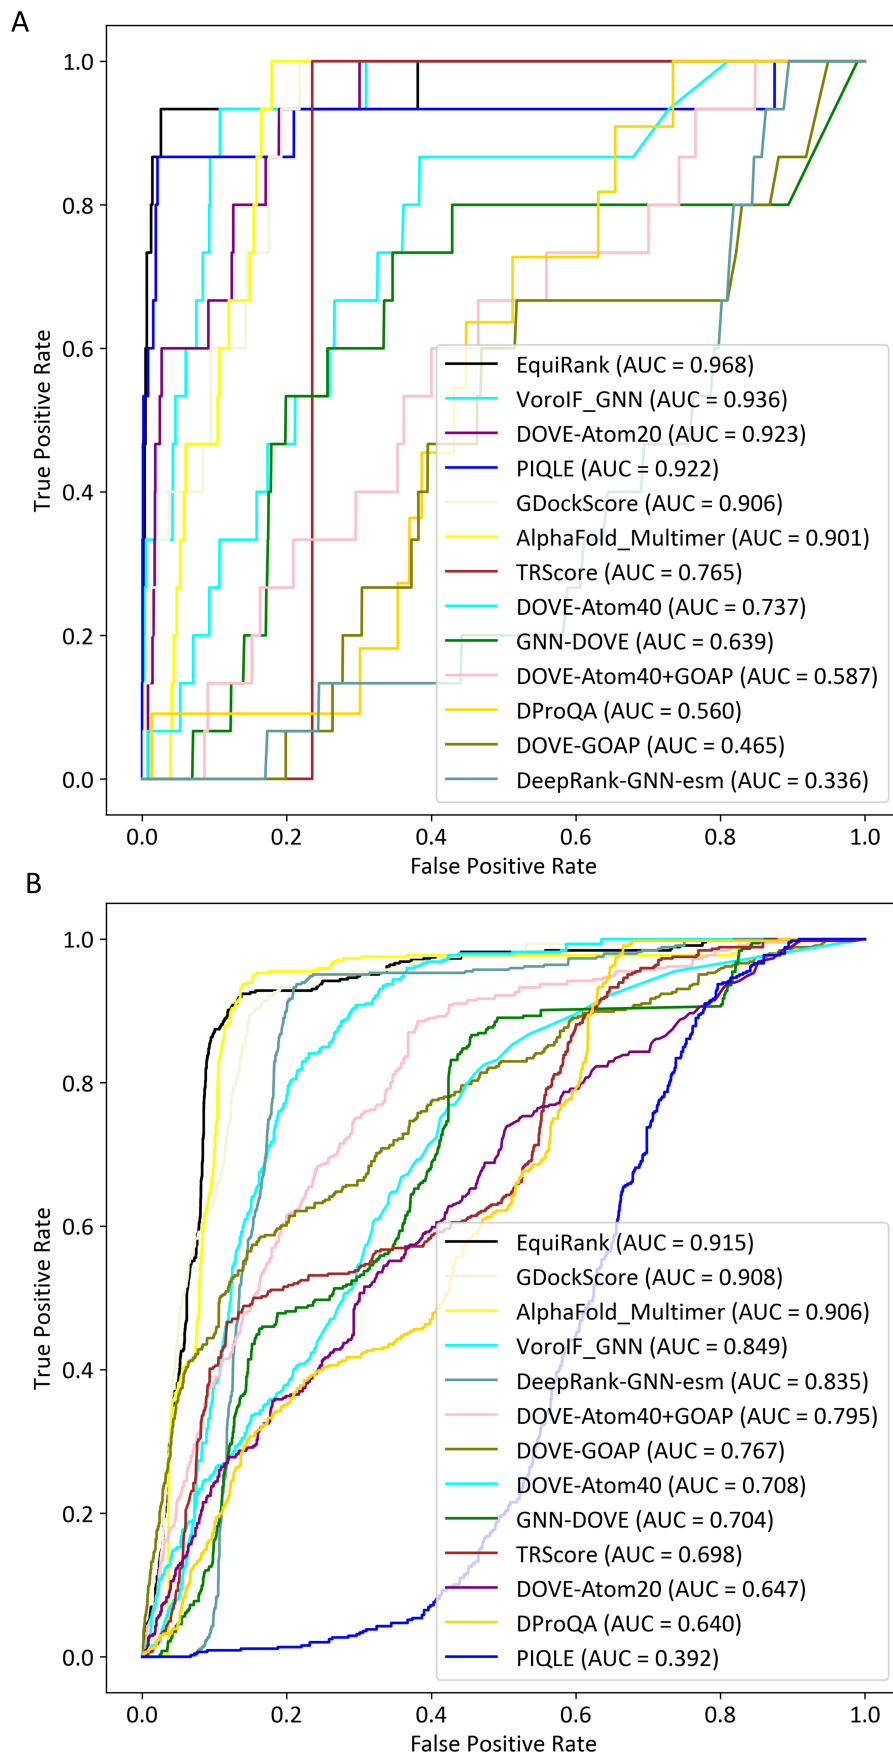 A
1.0
0.8
0.6
0.4
0.2
0.0
True Positive Rate
EquiRank (AUC = 0.968)
VoroIF_GNN (AUC = 0.936)
DOVE-Atom20 (AUC = 0.923)
PIQLE (AUC = 0.922)
GDockScore (AUC = 0.906)
AlphaFold_Multimer (AUC = 0.901)
TRScore (AUC = 0.765)
DOVE-Atom40 (AUC = 0.737)
GNN-DOVE (AUC = 0.639)
DOVE-Atom40+GOAP (AUC = 0.587)
DProQA (AUC = 0.560)
DOVE-GOAP (AUC = 0.465)
DeepRank-GNN-esm (AUC = 0.336)
0.0 0.2 0.4 0.6 0.8 1.0
False Positive Rate
B
1.0
0.8
0.6
0.4
0.2
0.0
True Positive Rate
EquiRank (AUC = 0.915)
GDockScore (AUC = 0.908)
AlphaFold_Multimer (AUC = 0.906)
VoroIF_GNN (AUC = 0.849)
DeepRank-GNN-esm (AUC = 0.835)
DOVE-Atom40+GOAP (AUC = 0.795)
DOVE-GOAP (AUC = 0.767)
DOVE-Atom40 (AUC = 0.708)
GNN-DOVE (AUC = 0.704)
TRScore (AUC = 0.698)
DOVE-Atom20 (AUC = 0.647)
DProQA (AUC = 0.640)
PIQLE (AUC = 0.392)
0.0 0.2 0.4 0.6 0.8 1.0
False Positive Rate